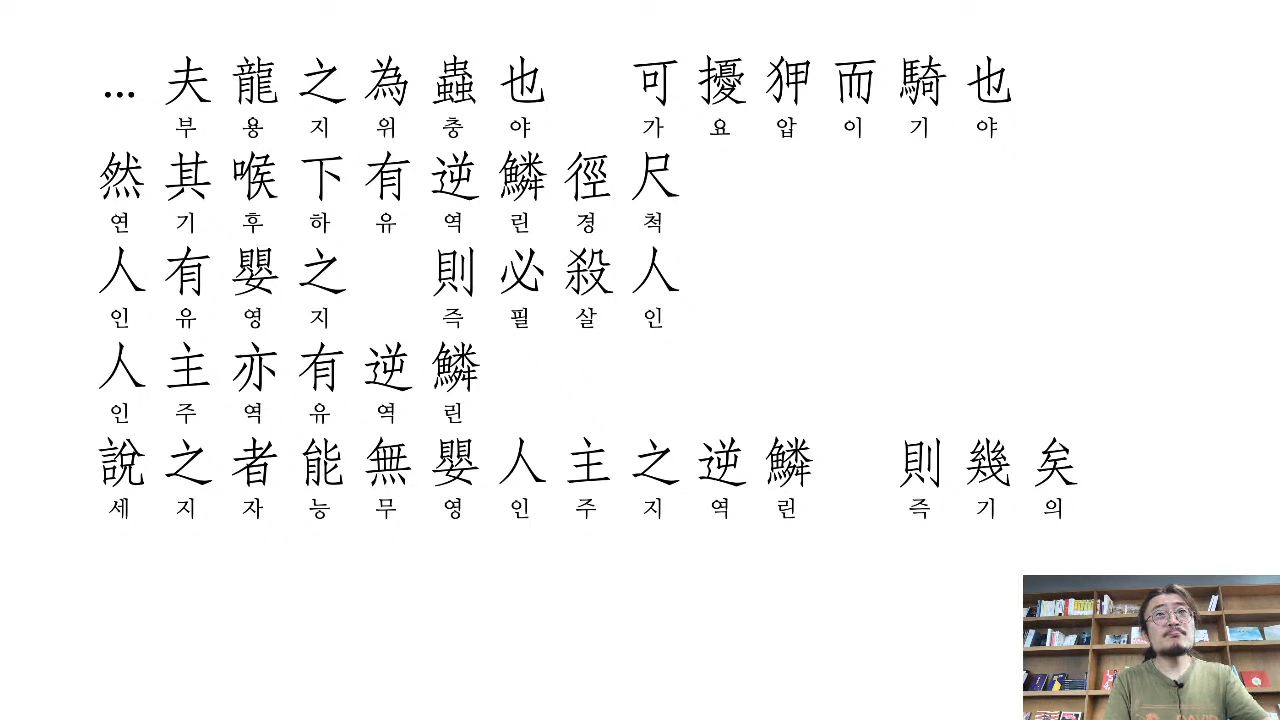 ... 夫龍之為蟲也 可擾狎而騎也
부 용 지 위 충 야 가 요 압 이 기 야
然其喉下有逆鱗徑尺
연 기 후 하 유 역 린 경 척
人有嬰之 則必殺人
인 유 영 지 즉 필 살 인
人主亦有逆鱗
인 주 역 유 역 린
說之者能無嬰人主之逆鱗 則幾矣
세 지 자 능 무 영 인 주 지 역 린 즉 기 의